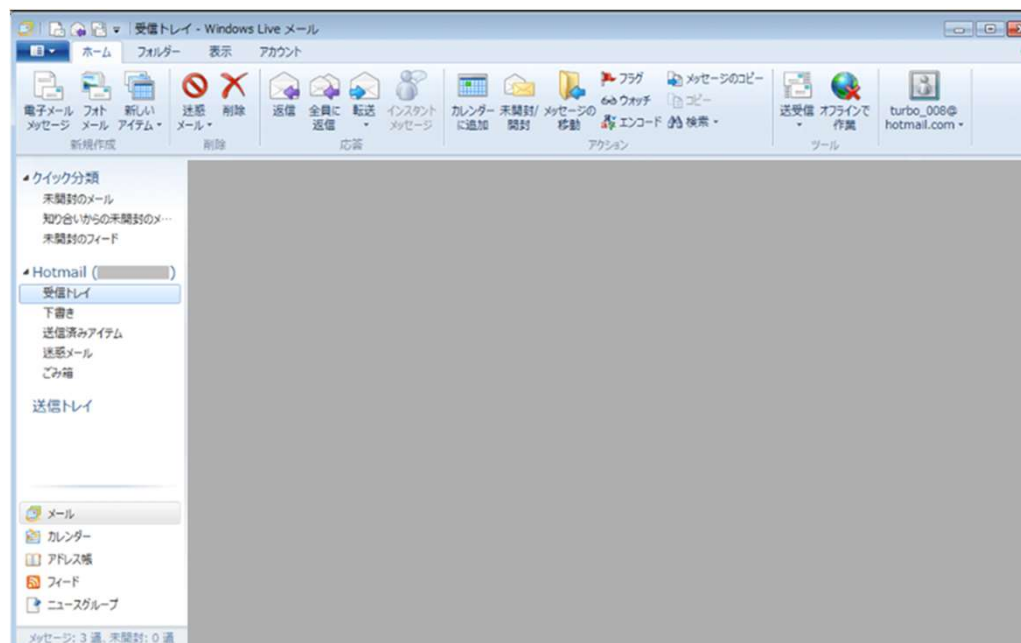 受信トレイ - Windows Live メール
ホーム フォルダー 表示 アカウント
電子メール メッセージ
フォト メール
新しい アイテム
新規作成
迷惑 メール
削除
削除
返信
全員に 返信
転送
インスタント メッセージ
応答
カレンダー に追加
未開封/ 開封
メッセージの 移動
フラグ
ウォッチ
エンコード
メッセージのコピー
コピー
検索
アクション
送受信
オフラインで 作業
ツール
turbo_008@
hotmail.com
クイック分類
未開封のメール
知り合いからの未開封のメ…
未開封のフィード
Hotmail ( )
受信トレイ
下書き
送信済みアイテム
迷惑メール
ごみ箱
送信トレイ
メール
カレンダー
アドレス帳
フィード
ニュースグループ
メッセージ: 3 通, 未開封: 0 通